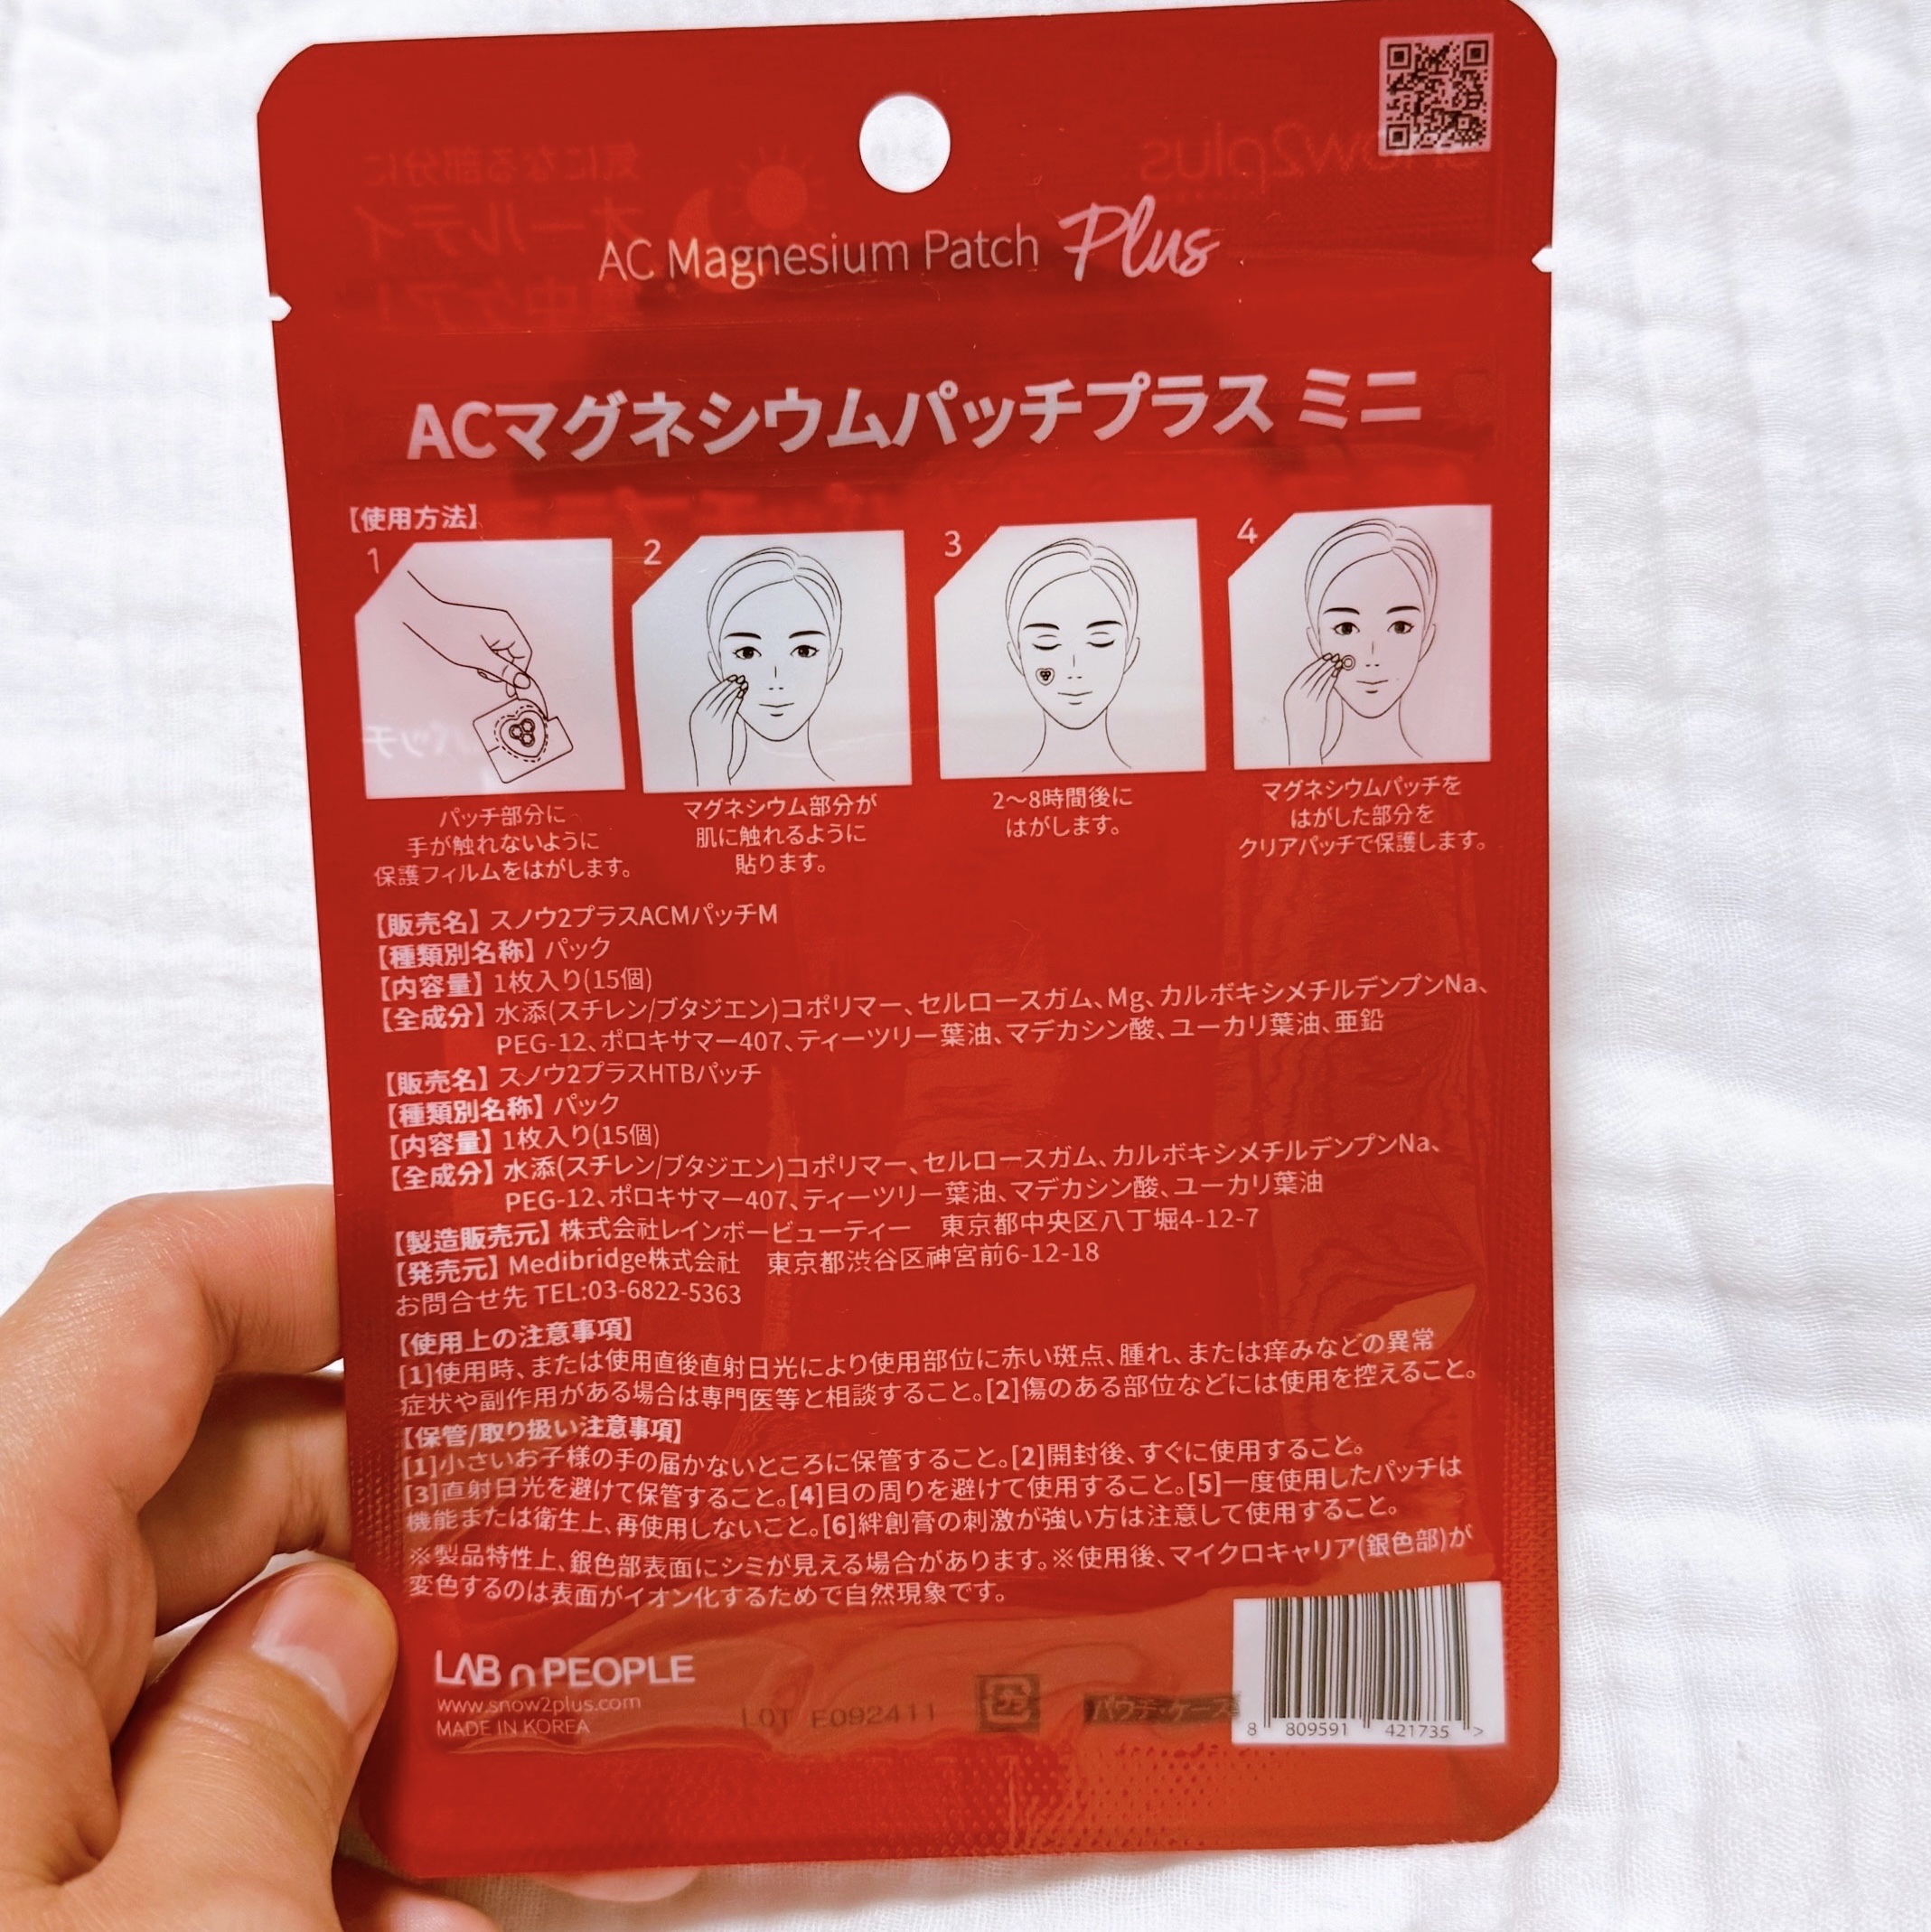 AC Magnesium Patch Plus
ACマグネシウムパッチプラス ミニ
【使用方法】
1
パッチ部分に
手が触れないように
保護フィルムをはがします。
2
マグネシウム部分が
肌に触れるように
貼ります。
3
2〜8時間後に
はがします。
4
マグネシウムパッチを
はがした部分を
クリアパッチで保護します。
【販売名】スノウ2プラスACMパッチM
【種類別名称】パック
【内容量】1枚入り(15個)
【全成分】水添(スチレン/ブタジエン)コポリマー、セルロースガム、Mg、カルボキシメチルデンプンNa、
PEG-12、ポロキサマー407、ティーツリー葉油、マデカシン酸、ユーカリ葉油、亜鉛
【販売名】スノウ2プラスHTBパッチ
【種類別名称】パック
【内容量】1枚入り(15個)
【全成分】水添(スチレン/ブタジエン)コポリマー、セルロースガム、カルボキシメチルデンプンNa、
PEG-12、ポロキサマー407、ティーツリー葉油、マデカシン酸、ユーカリ葉油
【製造販売元】株式会社レインボービューティー　東京都中央区八丁堀4-12-7
【発売元】Medibridge株式会社　東京都渋谷区神宮前6-12-18
お問合せ先 TEL:03-6822-5363
【使用上の注意事項】
[1]使用時、または使用直後直射日光により使用部位に赤い斑点、腫れ、または痒みなどの異常
症状や副作用がある場合は専門医等と相談すること。[2]傷のある部位などには使用を控えること。
【保管/取り扱い注意事項】
[1]小さいお子様の手の届かないところに保管すること。[2]開封後、すぐに使用すること。
[3]直射日光を避けて保管すること。[4]目の周りを避けて使用すること。[5]一度使用したパッチは
機能または衛生上、再使用しないこと。[6]絆創膏の刺激が強い方は注意して使用すること。
※製品特性上、銀色部表面にシミが見える場合があります。※使用後、マイクロキャリア(銀色部)が
変色するのは表面がイオン化するためで自然現象です。
LAB n PEOPLE
www.snow2plus.com
MADE IN KOREA
LOT E092411
プラ
パウチ・ケース
8 809591 421735 >